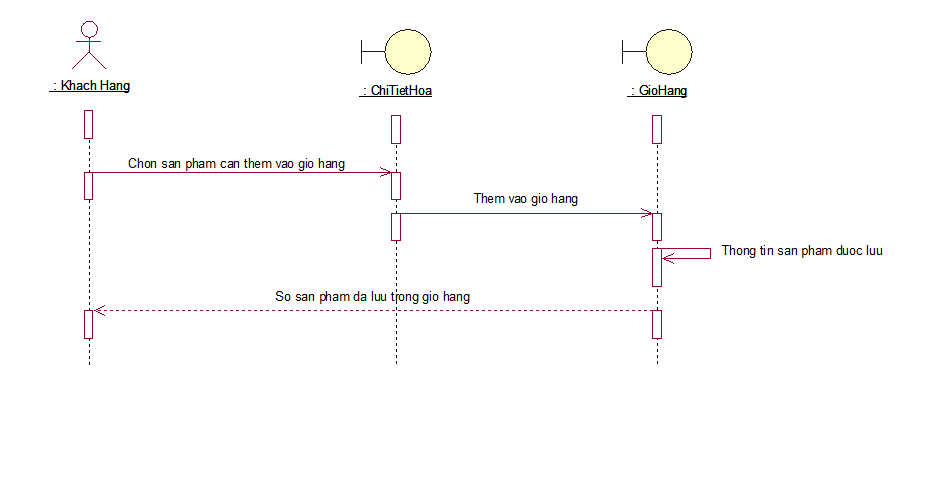 : Khach Hang
: ChiTietHoa
: GioHang
Chon san pham can them vao gio hang
Them vao gio hang
Thong tin san pham duoc luu
So san pham da luu trong gio hang